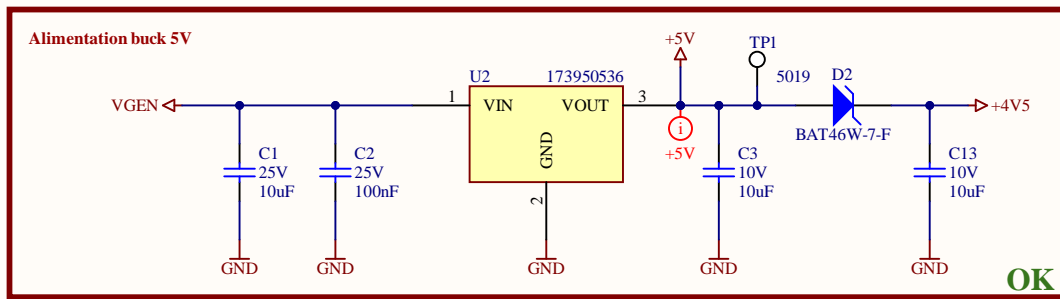 Alimentation buck 5V
+5V
TP1
U2
173950536
5019
D2
VGEN
1
VIN
VOUT
3
+4V5
i
+5V
BAT46W-7-F
GND
2
C1
25V
10uF
C2
25V
100nF
C3
10V
10uF
C13
10V
10uF
GND
GND
GND
GND
GND
OK